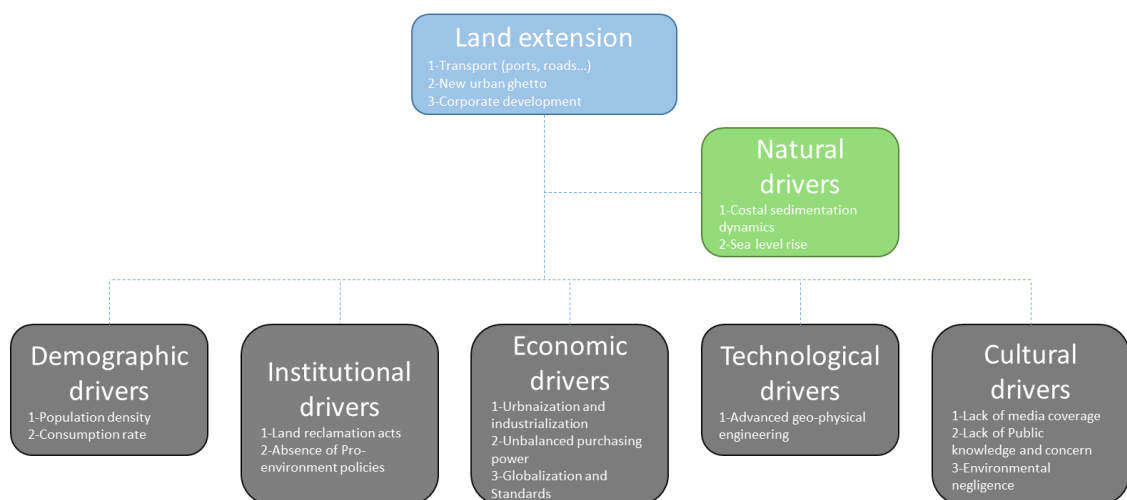 Land extension
1-Transport (ports, roads…)
2-New urban ghetto
3-Corporate development
Natural
drivers
1-Costal sedimentation
dynamics
2-Sea level rise
Demographic
drivers
1-Population density
2-Consumption rate
Institutional
drivers
1-Land reclamation acts
2-Absence of Pro-
environment policies
Economic
drivers
1-Urbnaization and
industrialization
2-Unbalanced purchasing
power
3-Globalization and
Standards
Technological
drivers
1-Advanced geo-physical
engineering
Cultural
drivers
1-Lack of media coverage
2-Lack of Public
knowledge and concern
3-Environmental
negligence